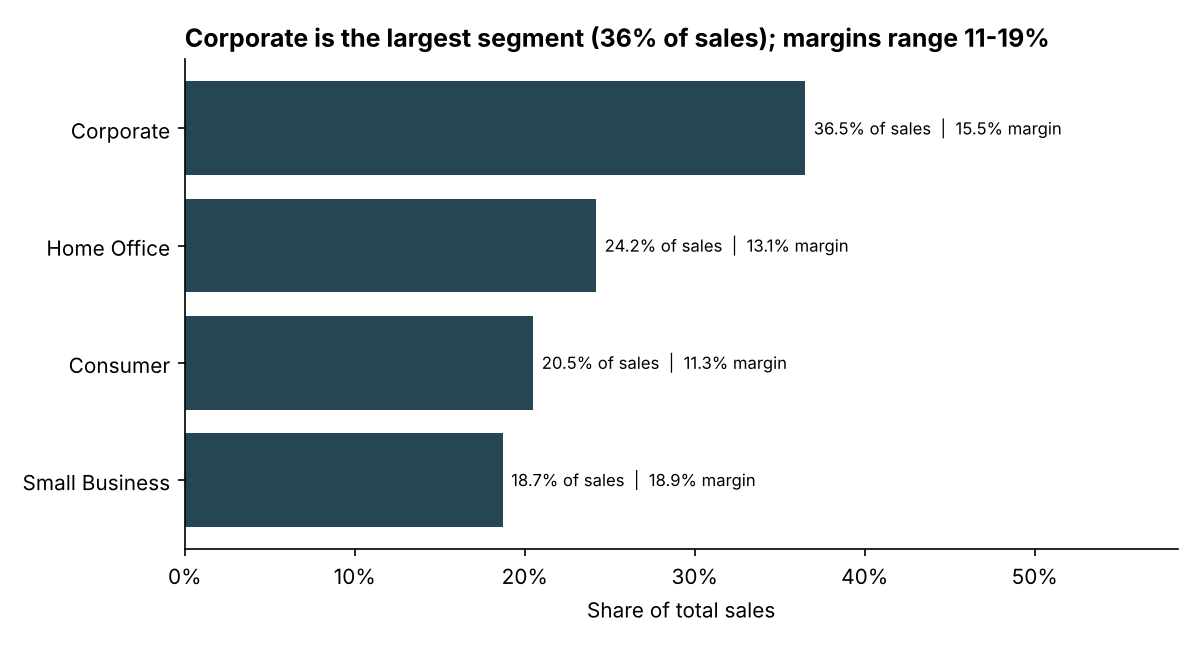 Corporate is the largest segment (36% of sales); margins range 11-19%
Corporate
36.5% of sales | 15.5% margin
Home Office
24.2% of sales | 13.1% margin
Consumer
20.5% of sales | 11.3% margin
Small Business
18.7% of sales | 18.9% margin
0% 10% 20% 30% 40% 50%
Share of total sales